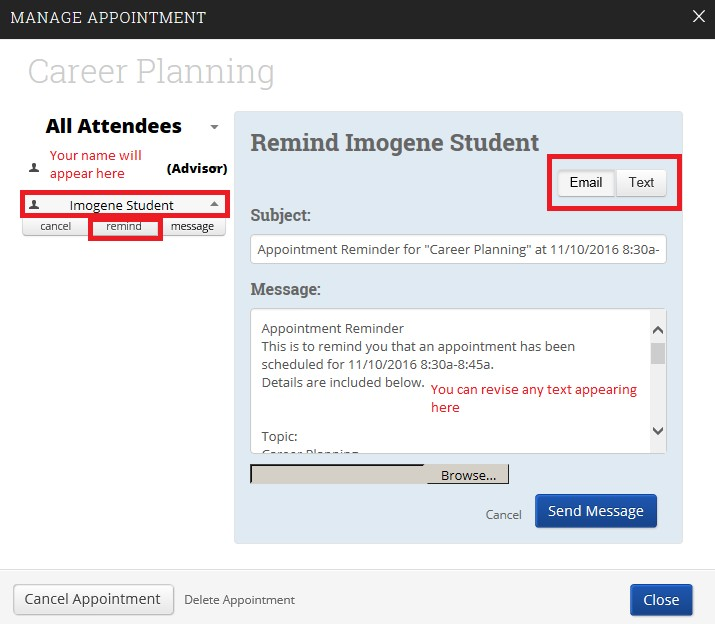 MANAGE APPOINTMENT
Career Planning
All Attendees
Your name will
appear here
(Advisor)
Imogene Student
cancel remind message
Remind Imogene Student
Email Text
Subject:
Appointment Reminder for "Career Planning" at 11/10/2016 8:30a-
Message:
Appointment Reminder
This is to remind you that an appointment has been
scheduled for 11/10/2016 8:30a-8:45a.
Details are included below.
You can revise any text appearing
here
Topic:
Career Planning
Browse...
Cancel Send Message
Cancel Appointment Delete Appointment Close